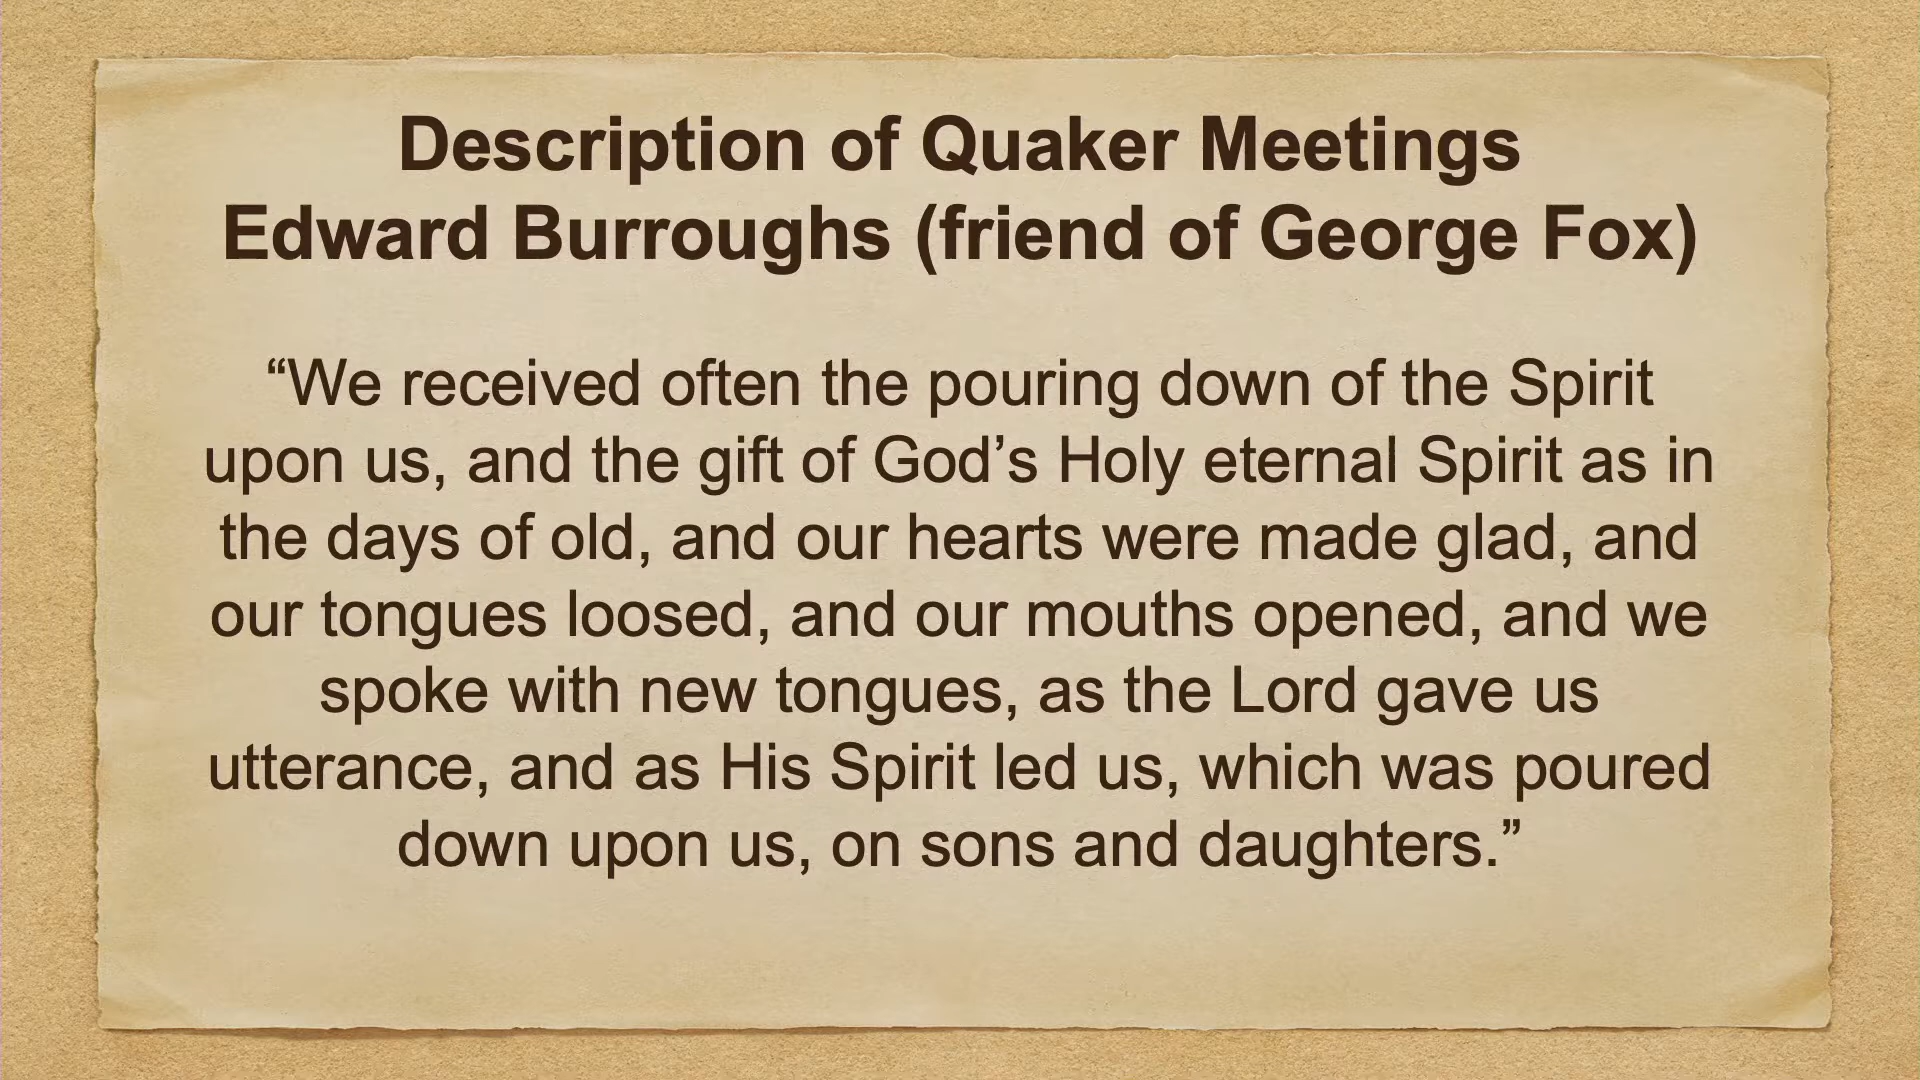 Description of Quaker Meetings
Edward Burroughs (friend of George Fox)
“We received often the pouring down of the Spirit
upon us, and the gift of God’s Holy eternal Spirit as in
the days of old, and our hearts were made glad, and
our tongues loosed, and our mouths opened, and we
spoke with new tongues, as the Lord gave us
utterance, and as His Spirit led us, which was poured
down upon us, on sons and daughters.”